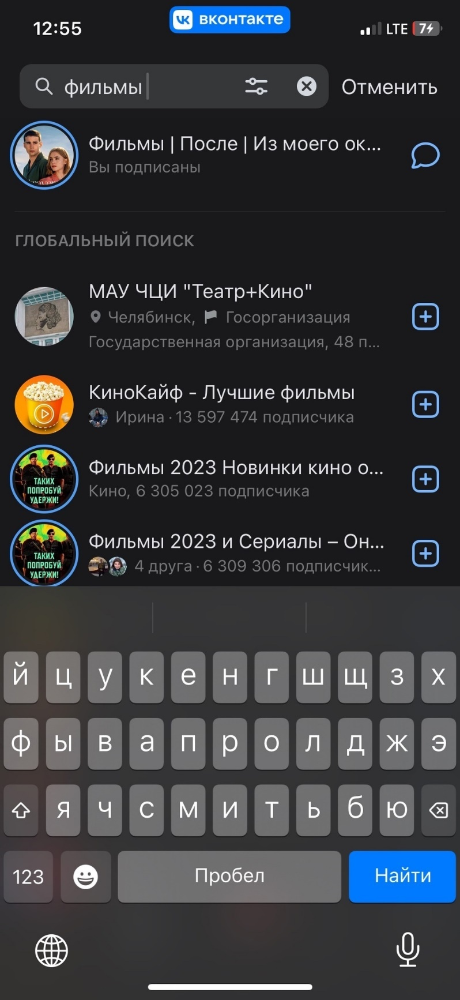 12:55
вконтакте
LTE 7
фильмы
Отменить
Фильмы | После | Из моего ок...
Вы подписаны
ГЛОБАЛЬНЫЙ ПОИСК
МАУ ЧЦИ "Театр+Кино"
Челябинск, Госорганизация
Государственная организация, 48 п...
КиноКайф - Лучшие фильмы
Ирина · 13 597 474 подписчика
Фильмы 2023 Новинки кино о...
Кино, 6 305 023 подписчика
ТАКИХ
ПОПРОБУЙ
УДЕРЖИ!
Фильмы 2023 и Сериалы – Он...
4 друга · 6 309 306 подписчик...
ТАКИХ
ПОПРОБУЙ
УДЕРЖИ!
й ц у к е н г ш щ з х
ф ы в а п р о л д ж э
я ч с м и т ь б ю
123 Пробел Найти